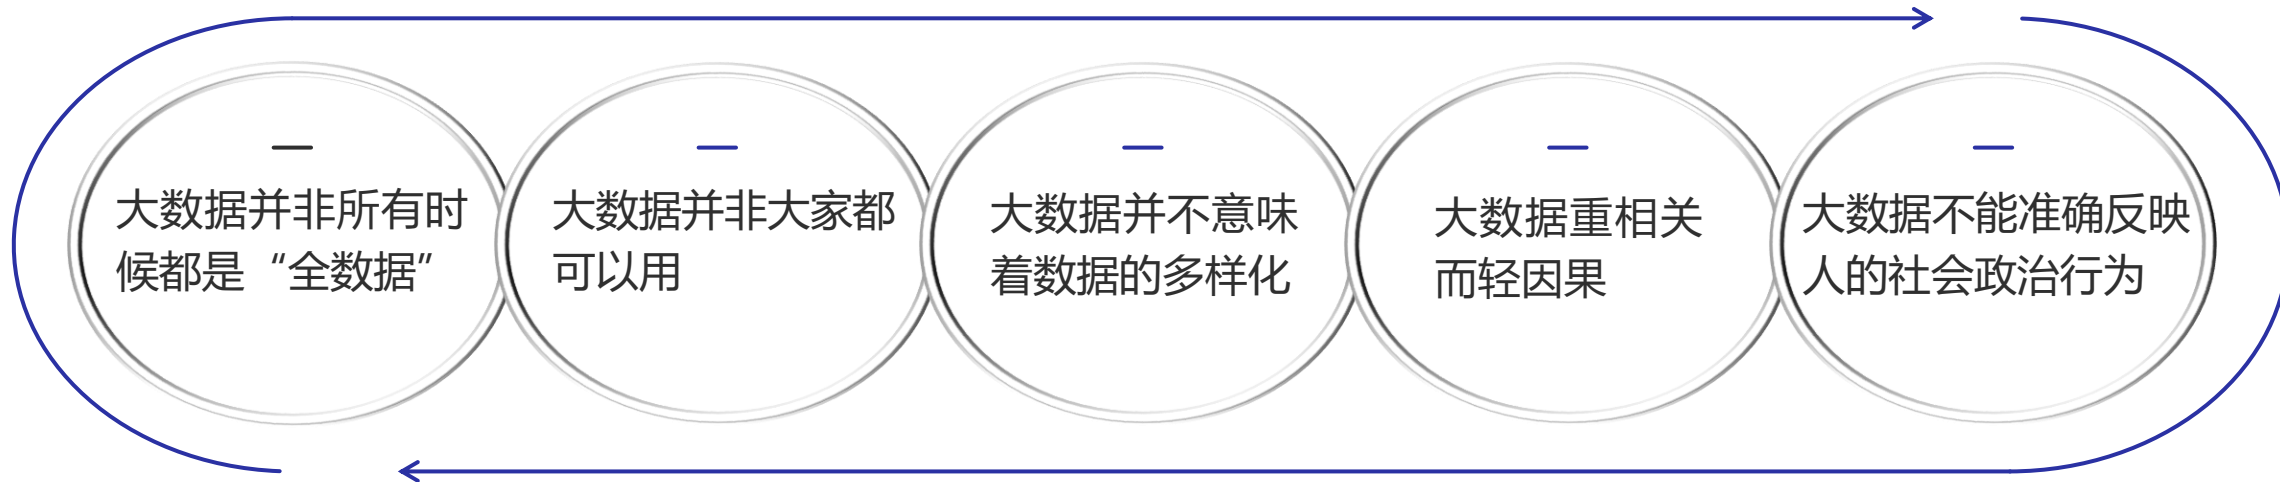 大数据并非所有时
候都是“全数据”
大数据并非大家都
可以用
大数据并不意味
着数据的多样化
大数据重相关
而轻因果
大数据不能准确反映
人的社会政治行为